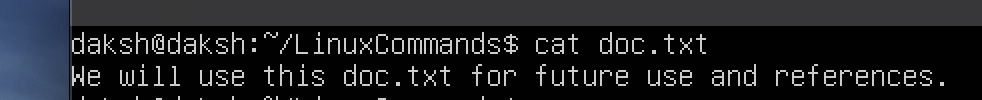 daksh@daksh:~/LinuxCommands$ cat doc.txt
We will use this doc.txt for future use and references.